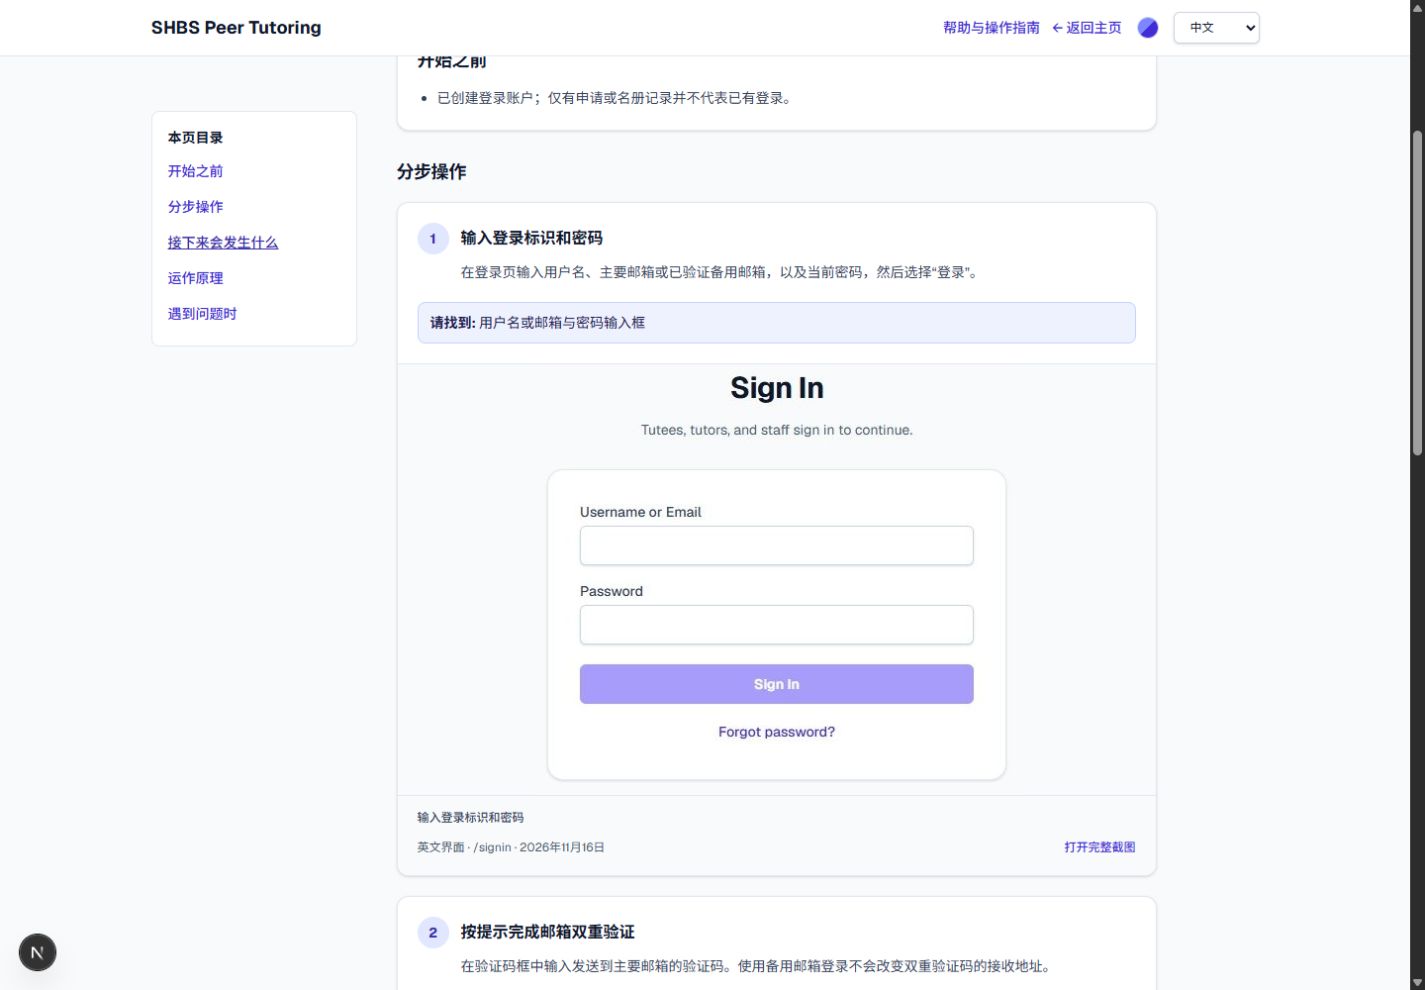 SHBS Peer Tutoring
帮助与操作指南
← 返回主页
中文
开始之前
已创建登录账户；仅有申请或名册记录并不代表已有登录。
本页目录
开始之前
分步操作
接下来会发生什么
运作原理
遇到问题时
分步操作
1
输入登录标识和密码
在登录页输入用户名、主要邮箱或已验证备用邮箱，以及当前密码，然后选择“登录”。
请找到: 用户名或邮箱与密码输入框
Sign In
Tutees, tutors, and staff sign in to continue.
Username or Email
Password
Sign In
Forgot password?
输入登录标识和密码
英文界面 · /signin · 2026年11月16日
打开完整截图
2
按提示完成邮箱双重验证
在验证码框中输入发送到主要邮箱的验证码。使用备用邮箱登录不会改变双重验证码的接收地址。
N